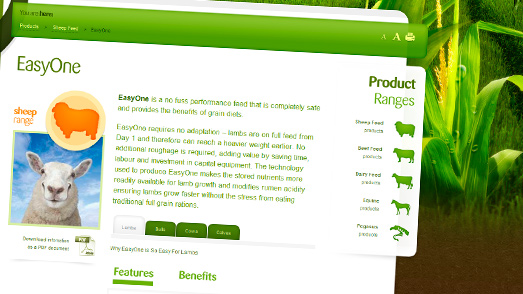 You are here:
Products Sheep Feed EasyOne
A A
EasyOne
sheep
range
EasyOne is a no fuss performance feed that is completely safe
and provides the benefits of grain diets.
EasyOne requires no adaptation – lambs are on full feed from
Day 1 and therefore can reach a heavier weight earlier. No
additional roughage is required, adding value by saving time,
labour and investment in capital equipment. The technology
used to produce EasyOne makes the stored nutrients more
readily available for lamb growth and modifies rumen acidity
ensuring lambs grow faster without the stress from eating
traditional full grain rations.
Download information
as a PDF document
PDF
Lambs Bulls Cows Calves
Why EasyOne is So Easy For Lambs
Features Benefits
Product
Ranges
Sheep Feed
products
Beef Feed
products
Dairy Feed
products
Equine
products
products